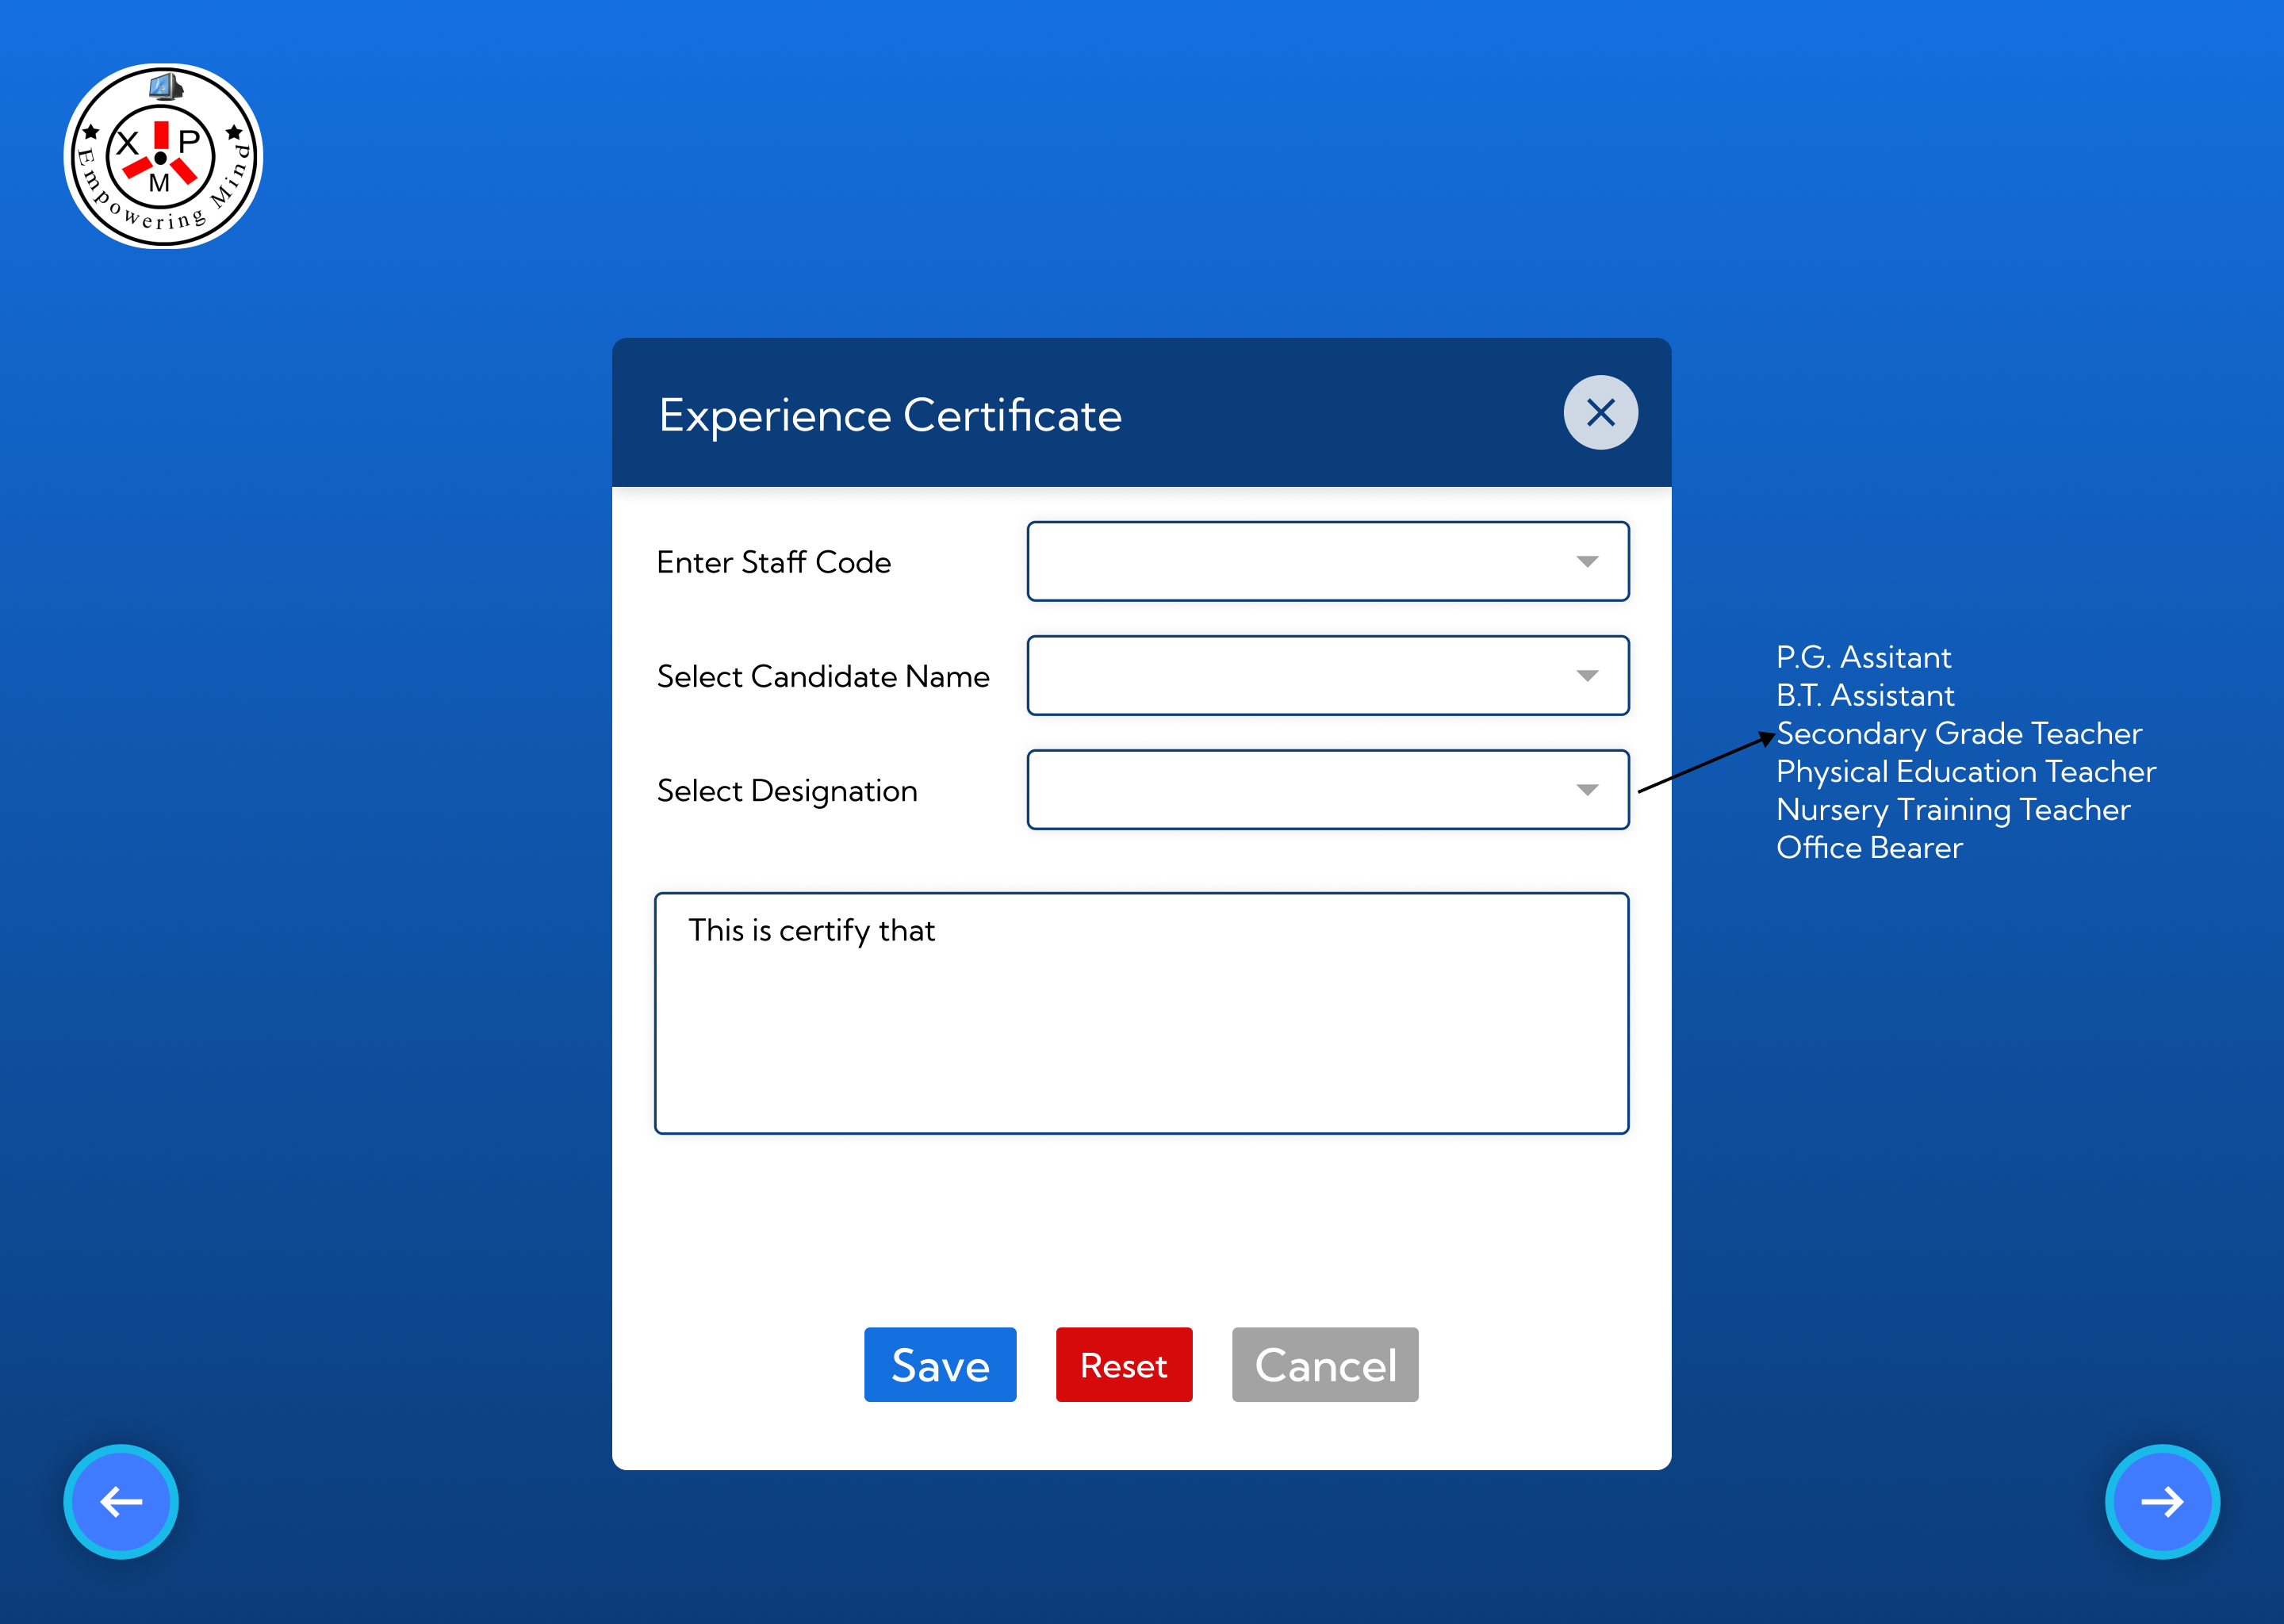 X P
M
Empowering Mind
Experience Certificate
Enter Staff Code
Select Candidate Name
Select Designation
P.G. Assitant
B.T. Assistant
Secondary Grade Teacher
Physical Education Teacher
Nursery Training Teacher
Office Bearer
This is certify that
Save
Reset
Cancel